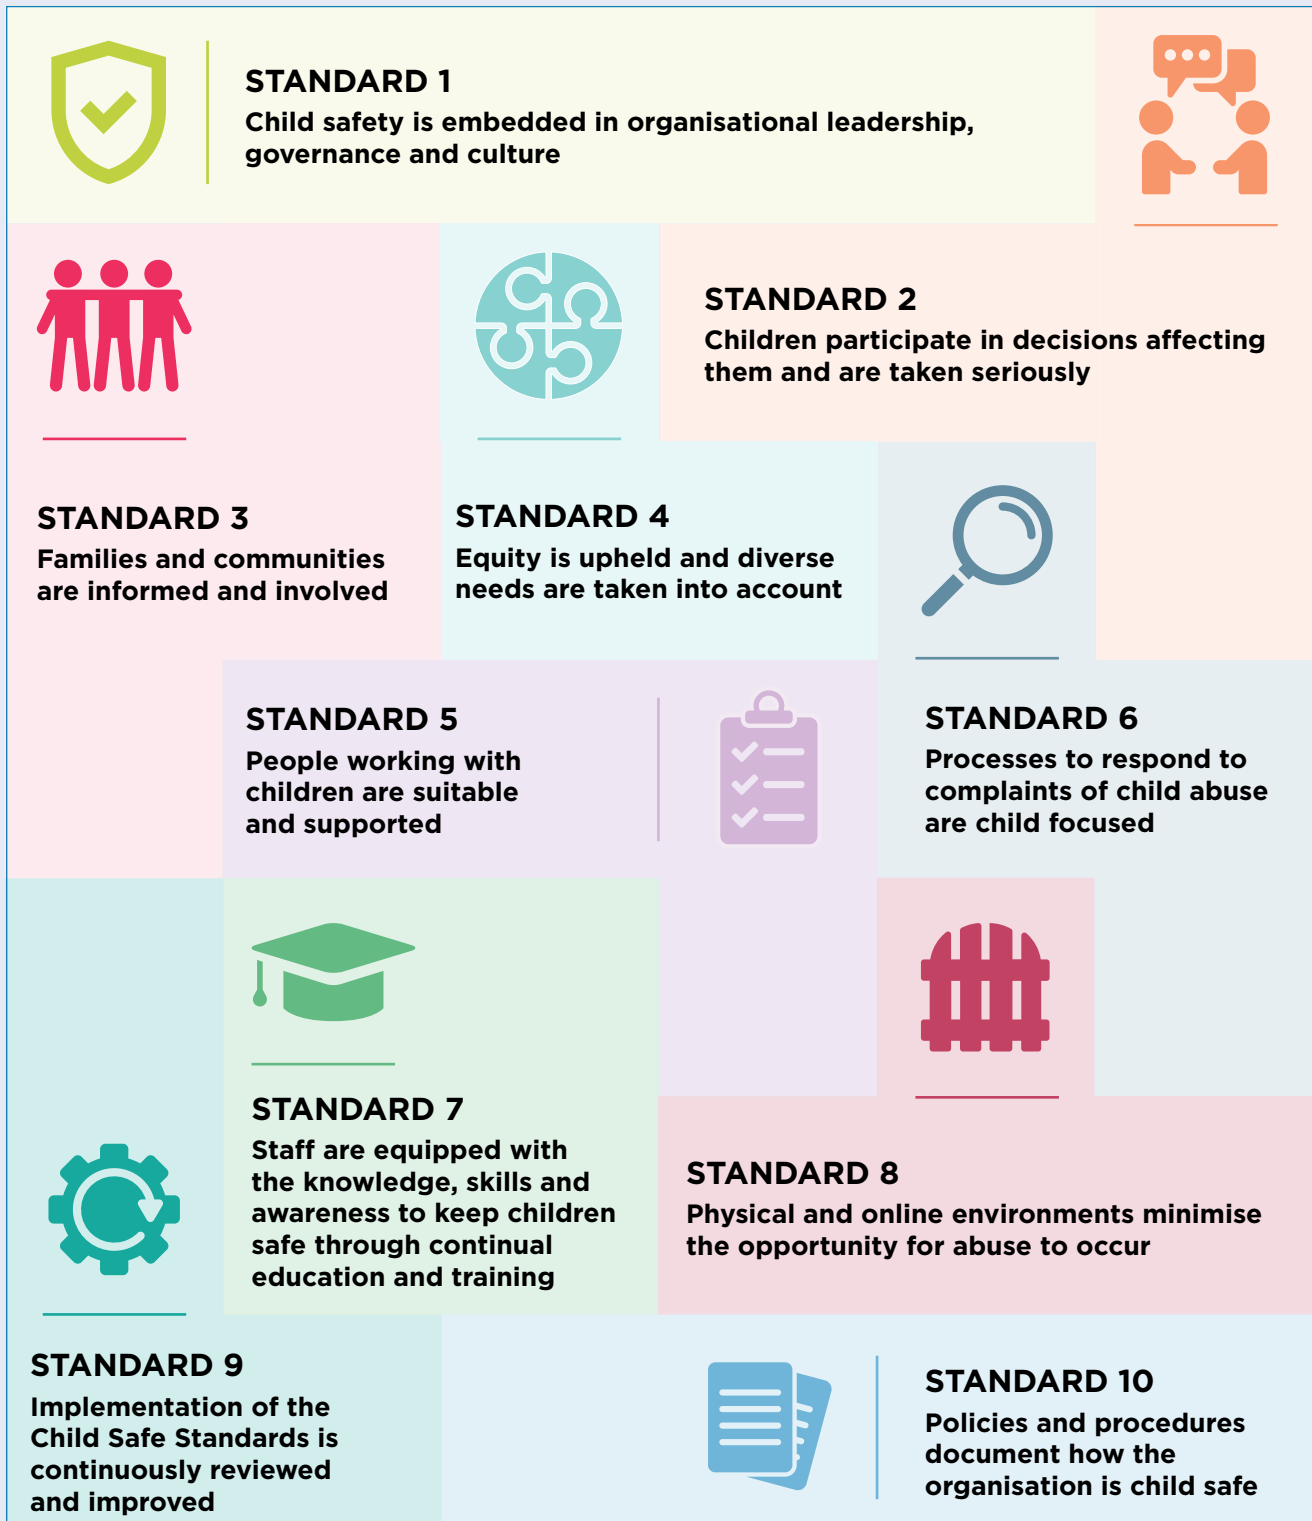 STANDARD 1
Child safety is embedded in organisational leadership,
governance and culture
STANDARD 2
Children participate in decisions affecting
them and are taken seriously
STANDARD 3
Families and communities
are informed and involved
STANDARD 4
Equity is upheld and diverse
needs are taken into account
STANDARD 5
People working with
children are suitable
and supported
STANDARD 6
Processes to respond to
complaints of child abuse
are child focused
STANDARD 7
Staff are equipped with
the knowledge, skills and
awareness to keep children
safe through continual
education and training
STANDARD 8
Physical and online environments minimise
the opportunity for abuse to occur
STANDARD 9
Implementation of the
Child Safe Standards is
continuously reviewed
and improved
STANDARD 10
Policies and procedures
document how the
organisation is child safe